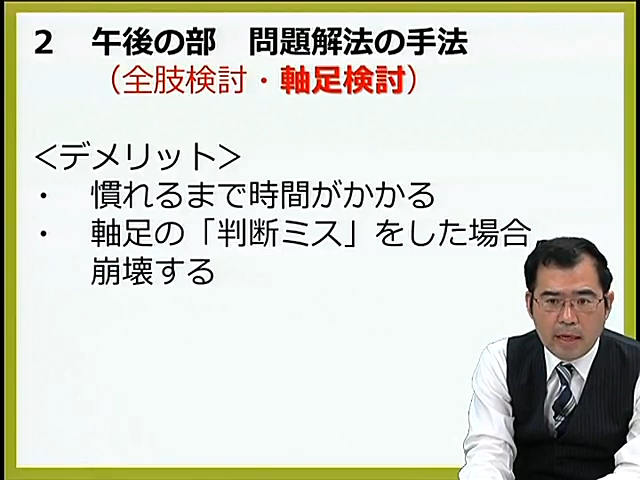 2 午後の部 問題解法の手法
(全肢検討・軸足検討)
<デメリット>
・ 慣れるまで時間がかかる
・ 軸足の「判断ミス」をした場合
崩壊する